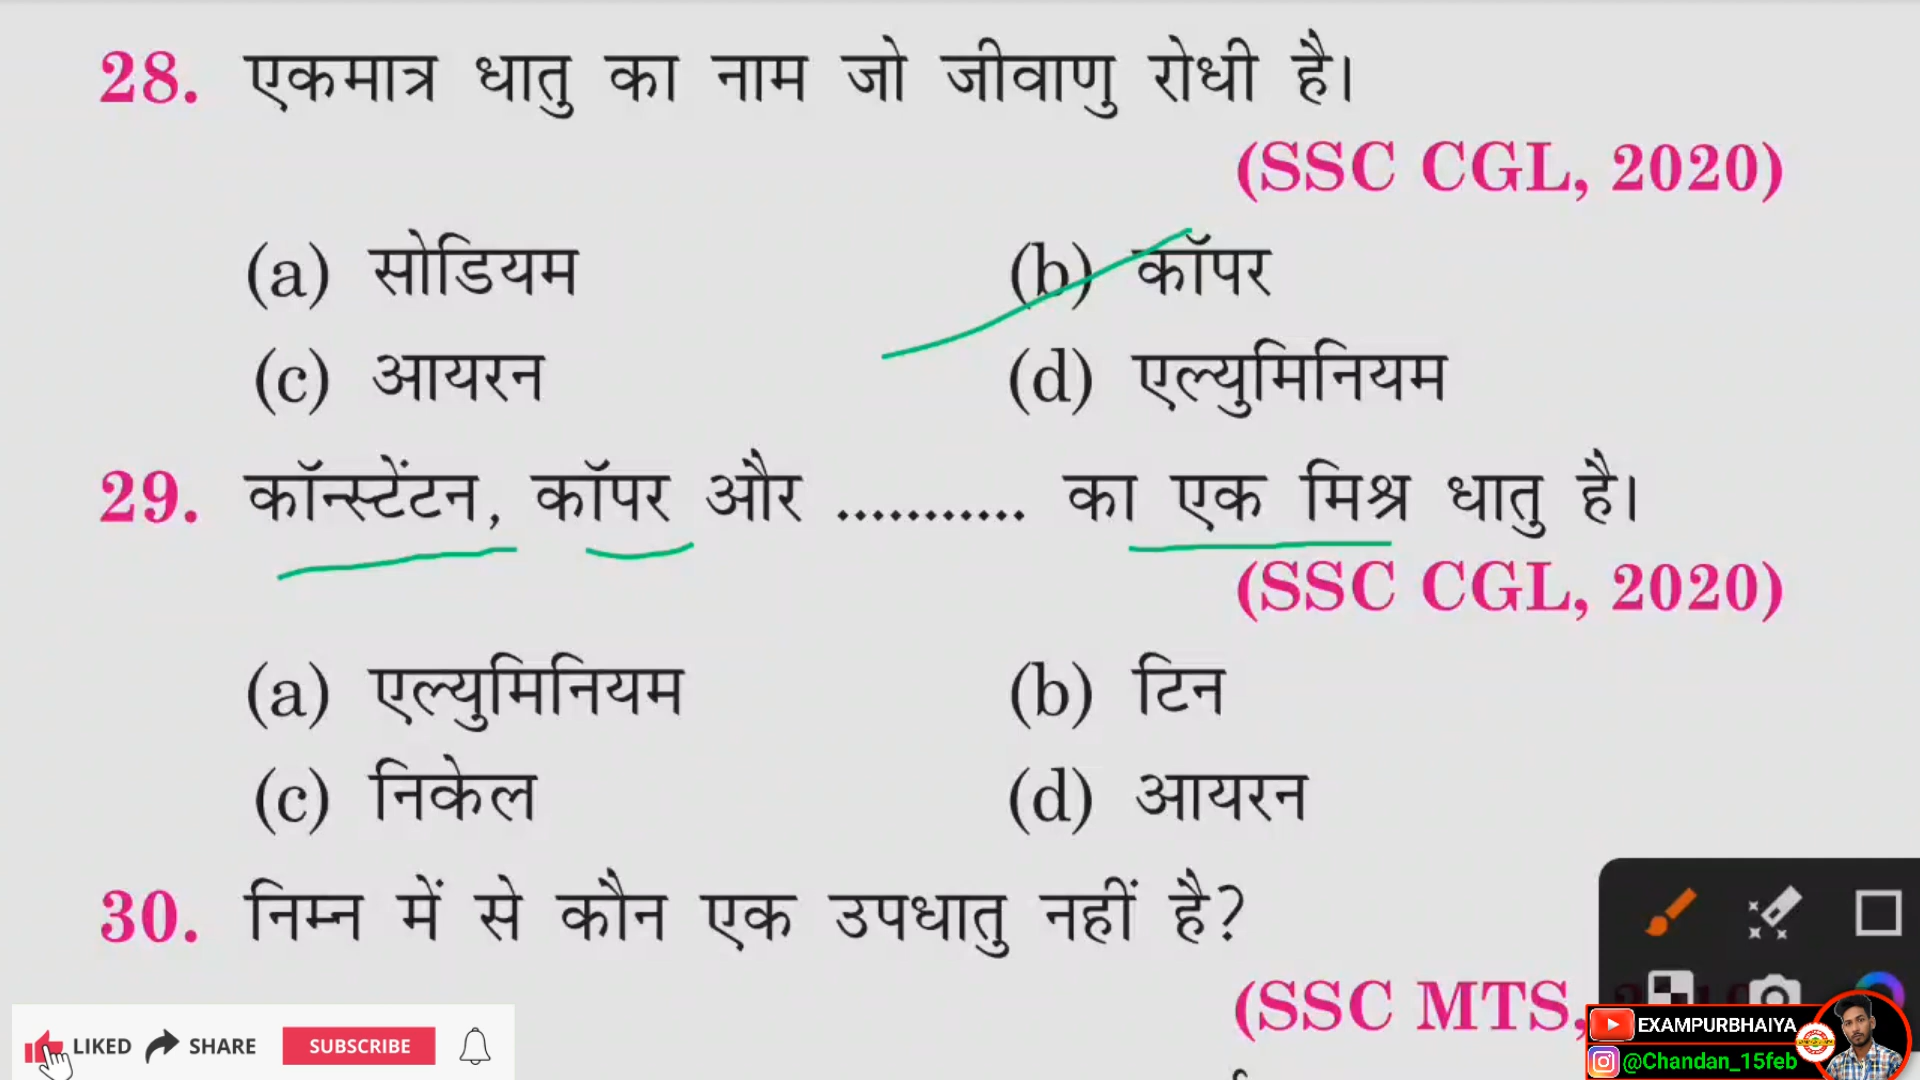 28. एकमात्र धातु का नाम जो जीवाणु रोधी है।
(SSC CGL, 2020)
(a) सोडियम (b) कॉपर
(c) आयरन (d) एल्युमिनियम
29. कॉन्स्टेंटन, कॉपर और ........... का एक मिश्र धातु है।
(SSC CGL, 2020)
(a) एल्युमिनियम (b) टिन
(c) निकेल (d) आयरन
30. निम्न में से कौन एक उपधातु नहीं है?
(SSC MTS,
LIKED SHARE SUBSCRIBE
EXAMPURBHAIYA
@Chandan_15feb